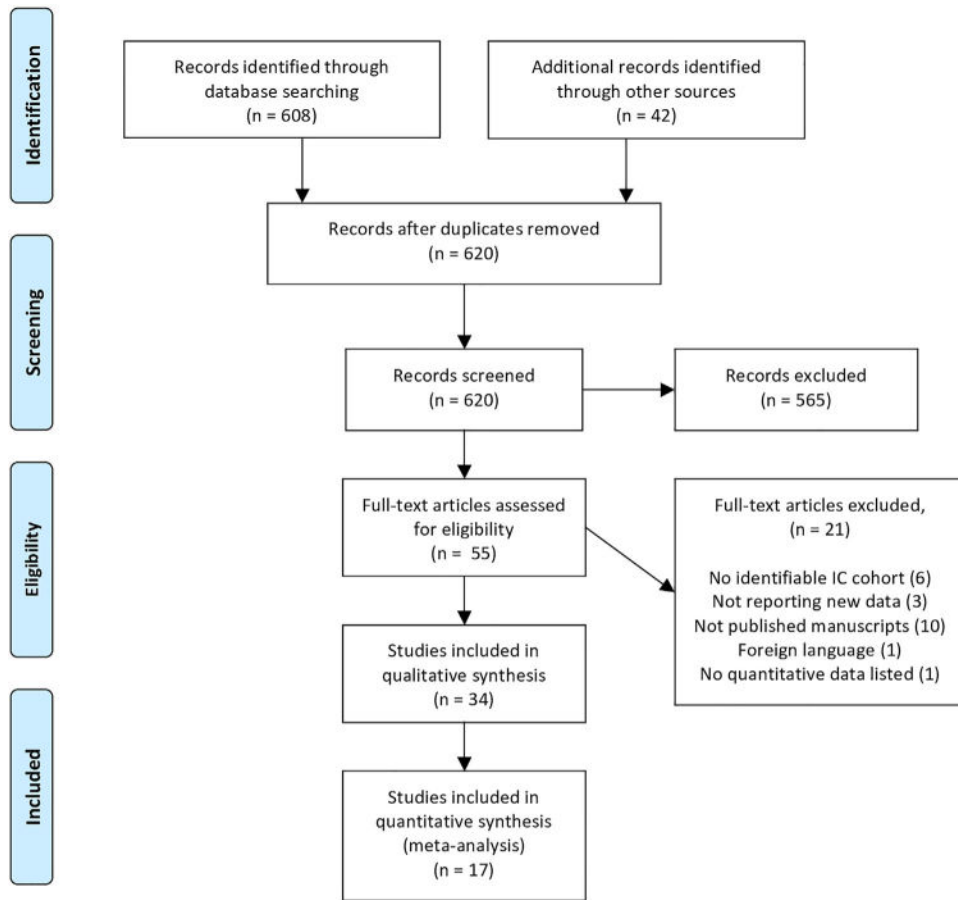 Identification
Records identified through
database searching
(n = 608)
Additional records identified
through other sources
(n = 42)
Records after duplicates removed
(n = 620)
Screening
Records screened
(n = 620)
Records excluded
(n = 565)
Eligibility
Full-text articles assessed
for eligibility
(n =  55)
Full-text articles excluded,
(n = 21)
No identifiable IC cohort (6)
Not reporting new data (3)
Not published manuscripts (10)
Foreign language (1)
No quantitative data listed (1)
Studies included in
qualitative synthesis
(n = 34)
Included
Studies included in
quantitative synthesis
(meta-analysis)
(n = 17)